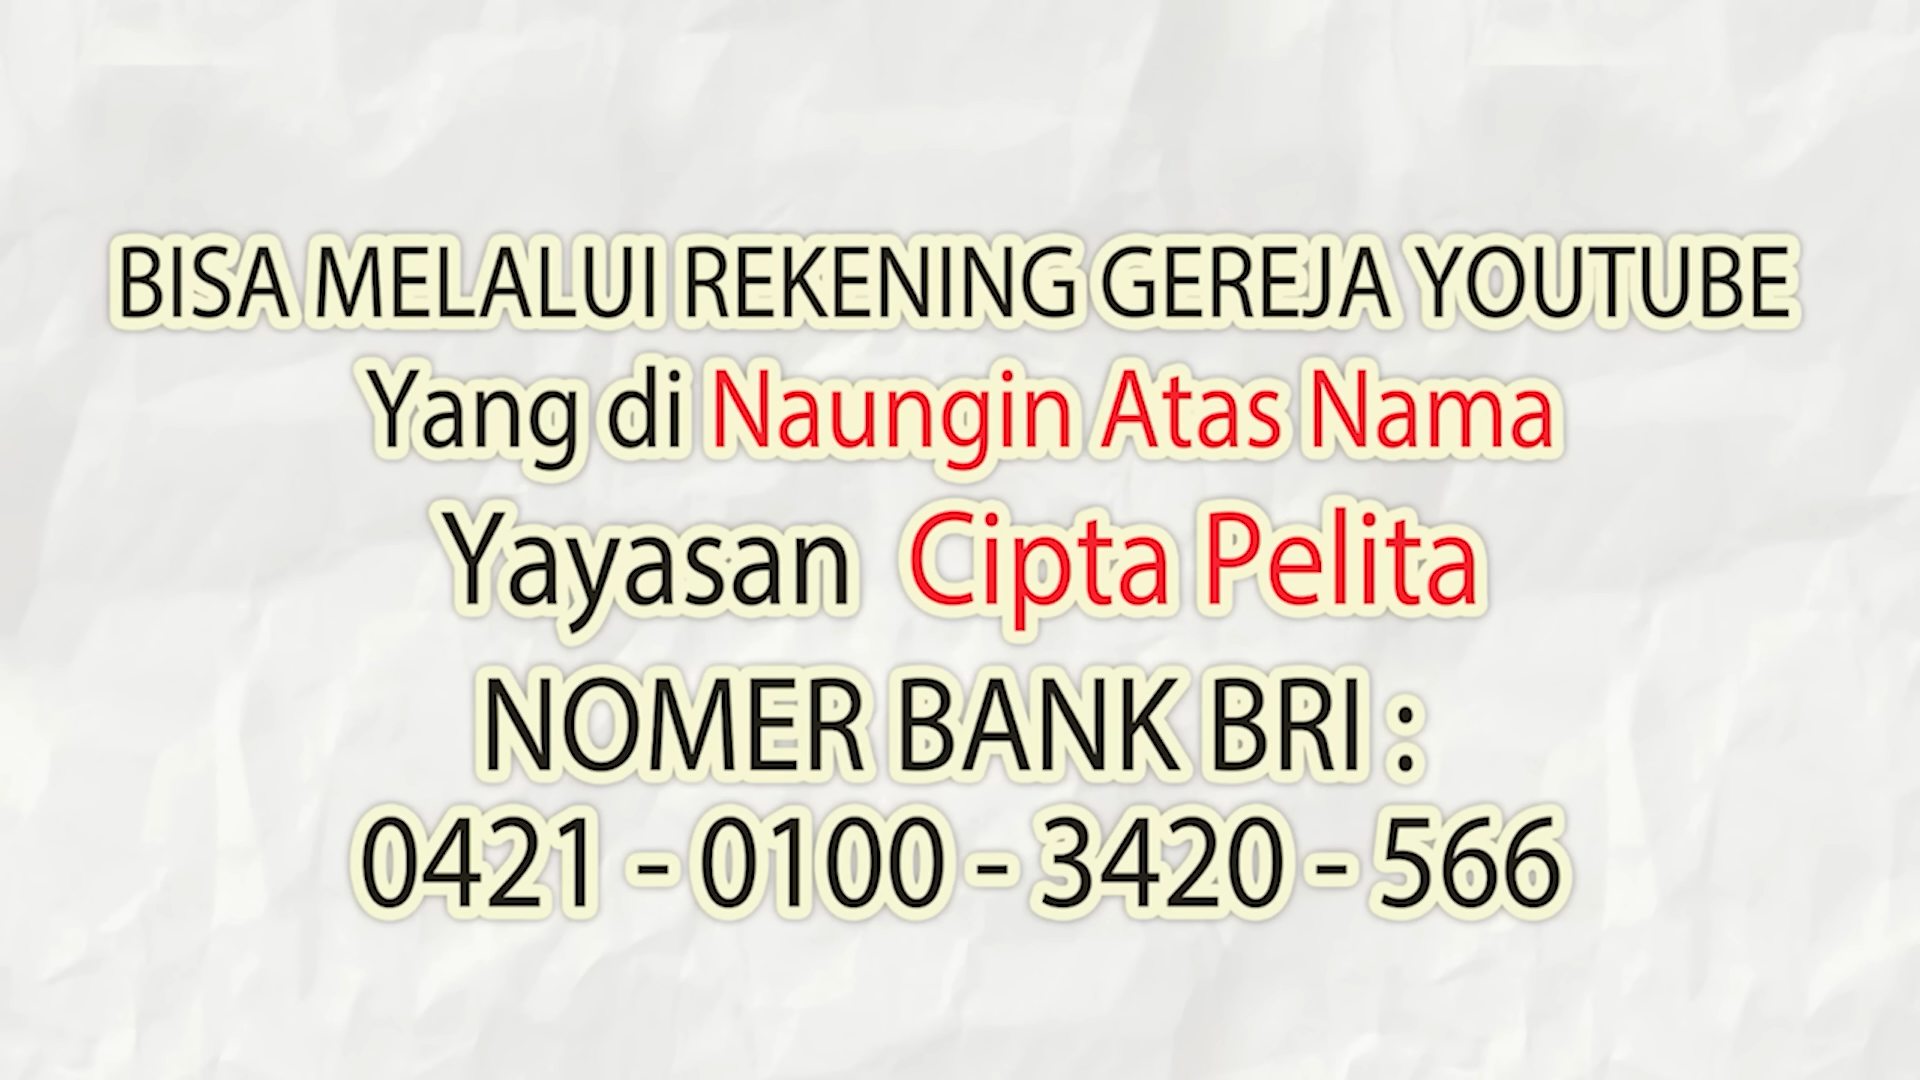 BISA MELALUI REKENING GEREJA YOUTUBE
Yang di Naungin Atas Nama
Yayasan Cipta Pelita
NOMER BANK BRI :
0421 - 0100 - 3420 - 566